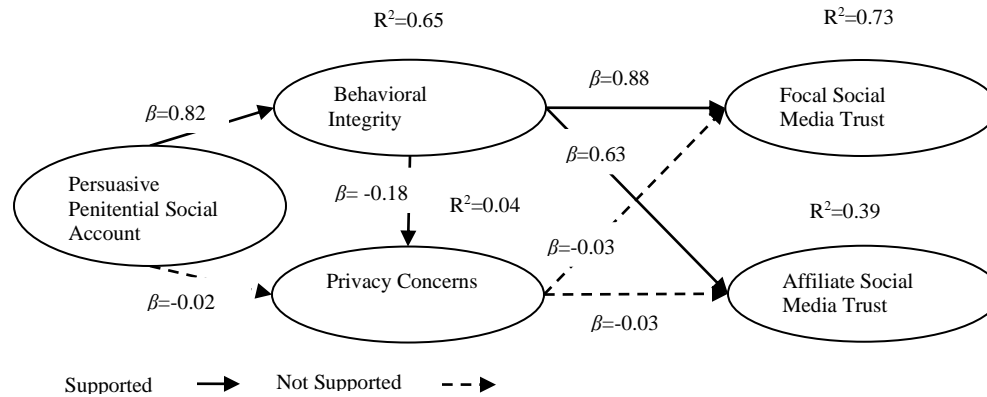 R²=0.65
R²=0.73
Behavioral
Integrity
β=0.88
Focal Social
Media Trust
β=0.82
β=0.63
Persuasive
Penitential Social
Account
β= -0.18
R²=0.04
R²=0.39
β=-0.03
Privacy Concerns
Affiliate Social
Media Trust
β=-0.02
β=-0.03
Supported
Not Supported